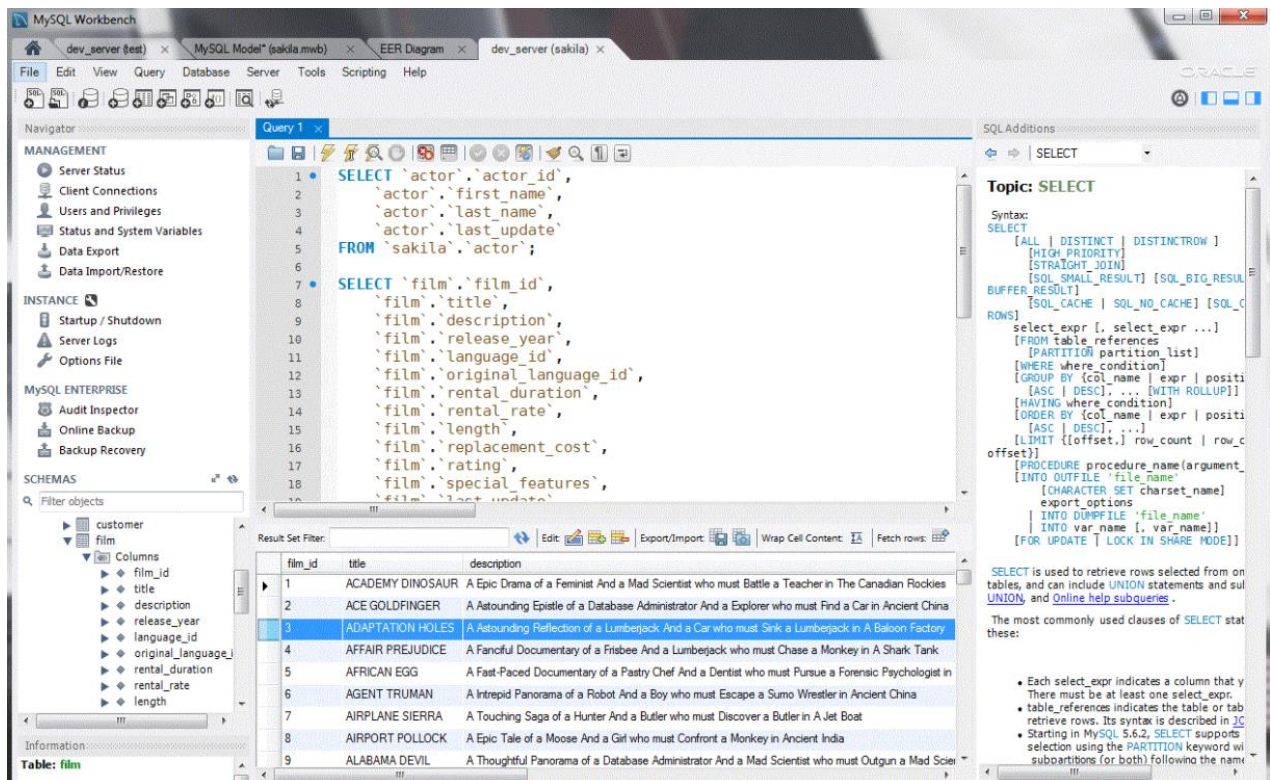 MySQL Workbench
dev_server (test)
MySQL Model* (sakila.mwb)
EER Diagram
dev_server (sakila)
File Edit View Query Database Server Tools Scripting Help
ORACLE
Navigator
MANAGEMENT
Server Status
Client Connections
Users and Privileges
Status and System Variables
Data Export
Data Import/Restore
INSTANCE
Startup / Shutdown
Server Logs
Options File
MySQL ENTERPRISE
Audit Inspector
Online Backup
Backup Recovery
SCHEMAS
Filter objects
customer
film
Columns
film_id
title
description
release_year
language_id
original_language_i
rental_duration
rental_rate
length
Information
Table: film
Query 1
1 SELECT `actor`.`actor_id`,
2 `actor`.`first_name`,
3 `actor`.`last_name`,
4 `actor`.`last_update`
5 FROM `sakila`.`actor`;
6
7 SELECT `film`.`film_id`,
8 `film`.`title`,
9 `film`.`description`,
10 `film`.`release_year`,
11 `film`.`language_id`,
12 `film`.`original_language_id`,
13 `film`.`rental_duration`,
14 `film`.`rental_rate`,
15 `film`.`length`,
16 `film`.`replacement_cost`,
17 `film`.`rating`,
18 `film`.`special_features`,
19 `film`.`last_update`
Result Set Filter: Edit: Export/Import: Wrap Cell Content: Fetch rows:
film_id title description
1 ACADEMY DINOSAUR A Epic Drama of a Feminist And a Mad Scientist who must Battle a Teacher in The Canadian Rockies
2 ACE GOLDFINGER A Astounding Epistle of a Database Administrator And a Explorer who must Find a Car in Ancient China
3 ADAPTATION HOLES A Astounding Reflection of a Lumberjack And a Car who must Sink a Lumberjack in A Baloon Factory
4 AFFAIR PREJUDICE A Fanciful Documentary of a Frisbee And a Lumberjack who must Chase a Monkey in A Shark Tank
5 AFRICAN EGG A Fast-Paced Documentary of a Pastry Chef And a Dentist who must Pursue a Forensic Psychologist in
6 AGENT TRUMAN A Intrepid Panorama of a Robot And a Boy who must Escape a Sumo Wrestler in Ancient China
7 AIRPLANE SIERRA A Touching Saga of a Hunter And a Butler who must Discover a Butler in A Jet Boat
8 AIRPORT POLLOCK A Epic Tale of a Moose And a Girl who must Confront a Monkey in Ancient India
9 ALABAMA DEVIL A Thoughtful Panorama of a Database Administrator And a Mad Scientist who must Outgun a Mad Scier
SQL Additions
SELECT
Topic: SELECT
Syntax:
SELECT
[ALL | DISTINCT | DISTINCTROW ]
[HIGH_PRIORITY]
[STRAIGHT_JOIN]
[SQL_SMALL_RESULT] [SQL_BIG_RESUL
BUFFER_RESULT]
[SQL_CACHE | SQL_NO_CACHE] [SQL_C
ROWS]
select_expr [, select_expr ...]
[FROM table_references
[PARTITION partition_list]
[WHERE where_condition]
[GROUP BY {col_name | expr | positi
[ASC | DESC], ... [WITH ROLLUP]]
[HAVING where_condition]
[ORDER BY {col_name | expr | positi
[ASC | DESC], ...]
[LIMIT {[offset,] row_count | row_c
offset}]
[PROCEDURE procedure_name(argument_
[INTO OUTFILE 'file_name'
[CHARACTER SET charset_name]
export_options
| INTO DUMPFILE 'file_name'
| INTO var_name [, var_name]]
[FOR UPDATE | LOCK IN SHARE MODE]]
SELECT is used to retrieve rows selected from on
tables, and can include UNION statements and sul
UNION, and Online help subqueries .
The most commonly used clauses of SELECT stat
these:
• Each select_expr indicates a column that y
There must be at least one select_expr.
• table_references indicates the table or tab
retrieve rows. Its syntax is described in JC
• Starting in MySQL 5.6.2, SELECT supports
selection using the PARTITION keyword wi
subpartitions (or both) following the name